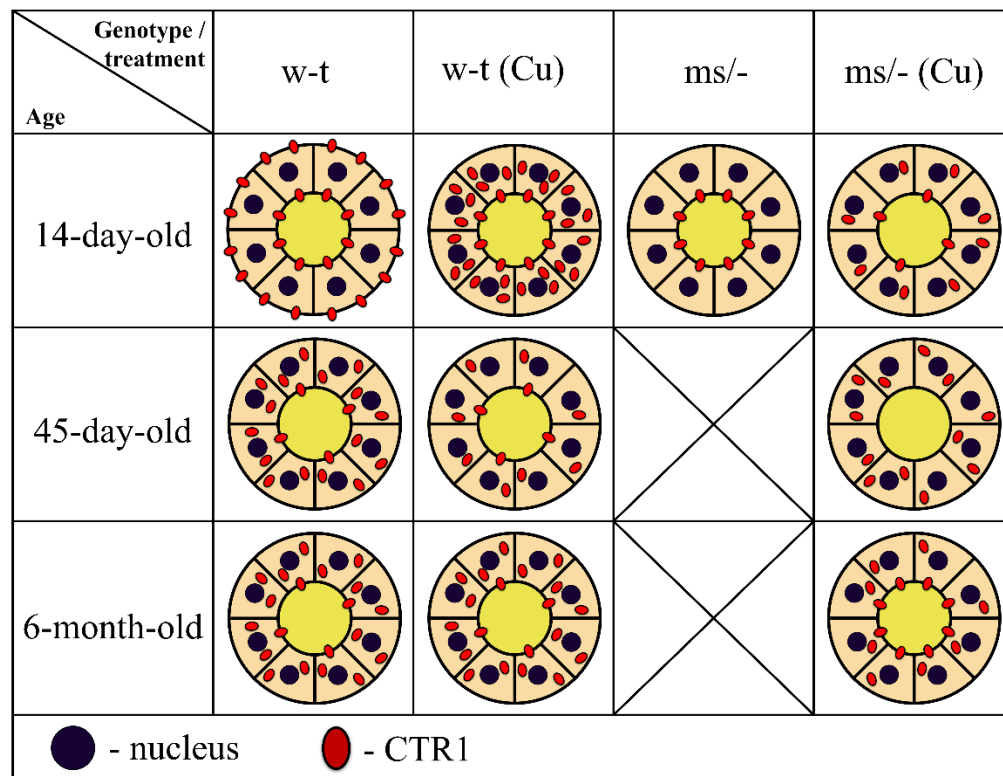 Genotype /
treatment
Age
w-t
w-t (Cu)
ms/-
ms/- (Cu)
14-day-old
45-day-old
6-month-old
- nucleus
- CTR1